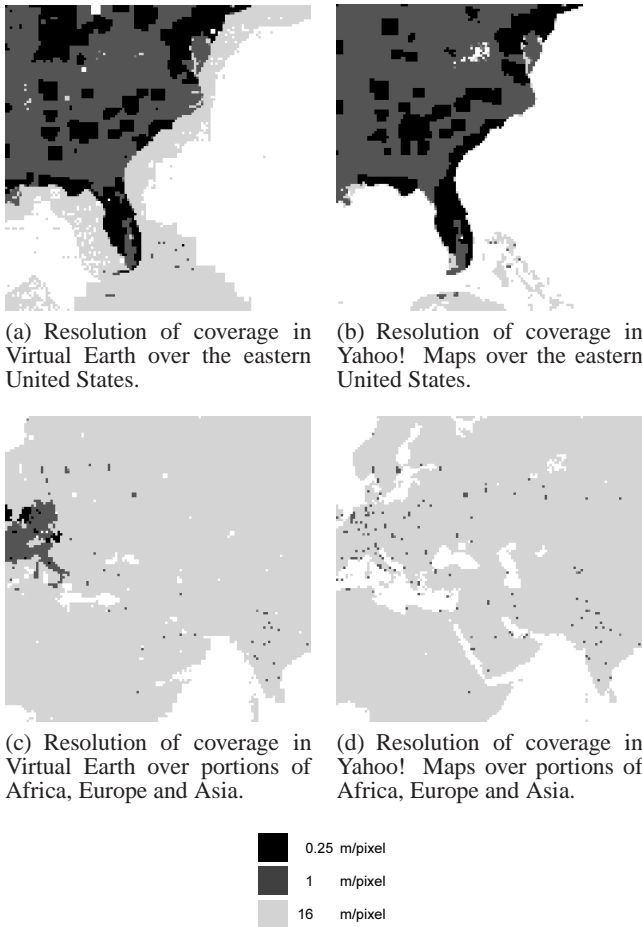 (a) Resolution of coverage in
Virtual Earth over the eastern
United States.
(b) Resolution of coverage in
Yahoo! Maps over the eastern
United States.
(c) Resolution of coverage in
Virtual Earth over portions of
Africa, Europe and Asia.
(d) Resolution of coverage in
Yahoo! Maps over portions of
Africa, Europe and Asia.
0.25 m/pixel
1 m/pixel
16 m/pixel